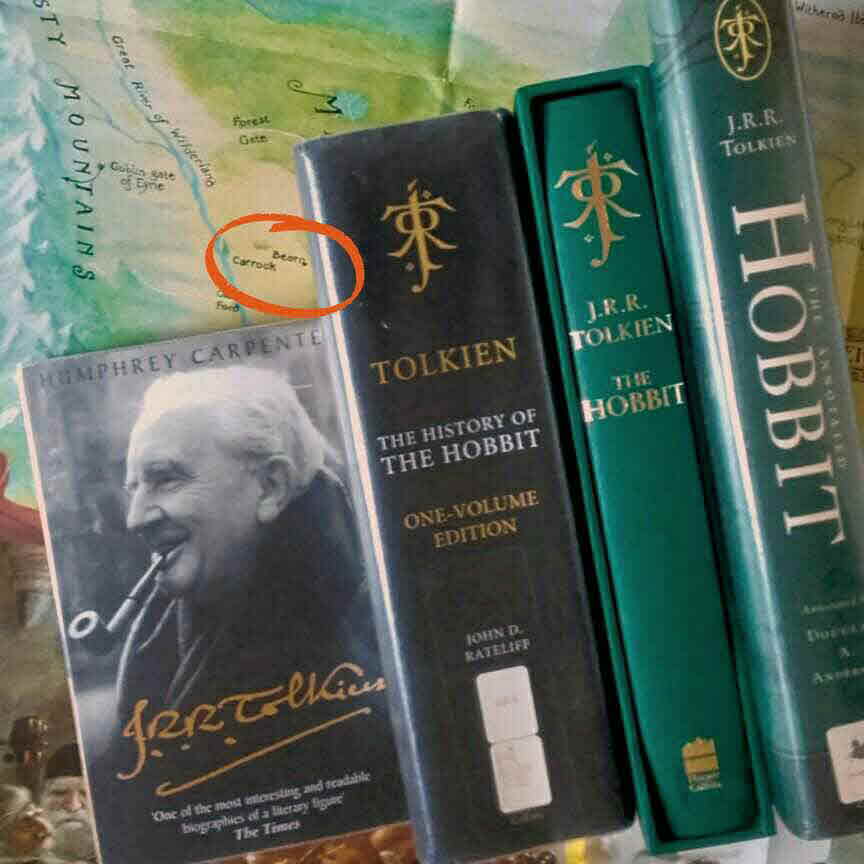 STY MOUNTAINS
Great River of Wilderland
Forest
Gate
Goblin gate
of Eyrie
Beorn
Carrock
Ford
HUMPHREY CARPENTE
J.R.R. Tolkien
'One of the most interesting and readable
biographies of a literary figure'
The Times
TOLKIEN
THE HISTORY OF
THE HOBBIT
ONE-VOLUME
EDITION
JOHN D.
RATELIFF
J.R.R.
TOLKIEN
THE
HOBBIT
J.R.R.
TOLKIEN
THE ANNOTATED
HOBBIT
DOUGL
A.
ANDER